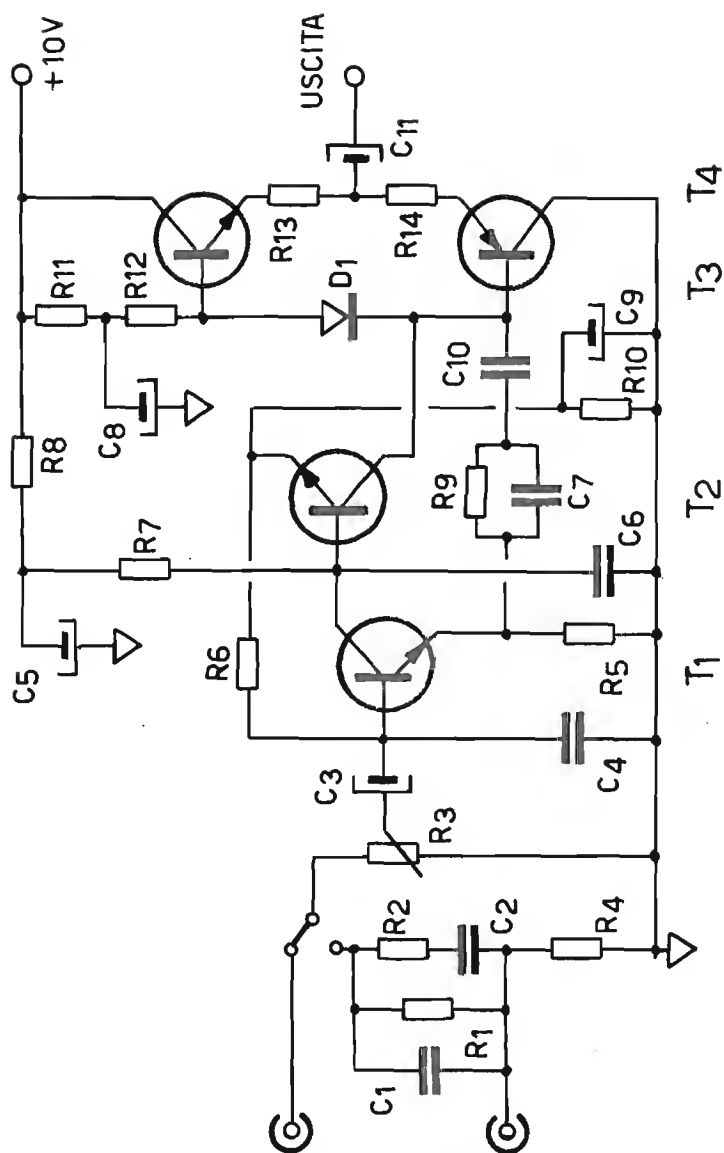 +10V
USCITA
R11
R12
R13
R14
C11
D1
C8
R8
C10
C9
R10
R7
R9
C7
C6
C5
R6
R5
C4
C3
R3
R2
C2
R4
R1
C1
T1 T2 T3 T4